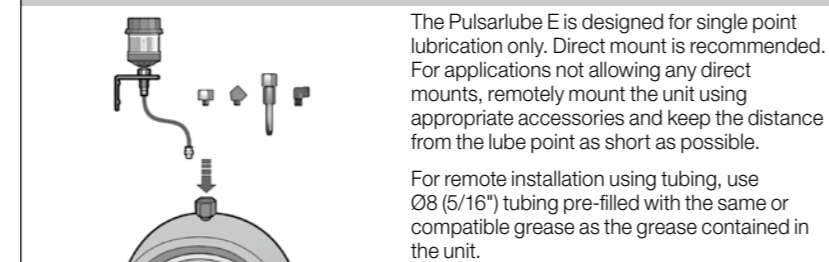 The Pulsarlube E is designed for single point
lubrication only. Direct mount is recommended.
For applications not allowing any direct
mounts, remotely mount the unit using
appropriate accessories and keep the distance
from the lube point as short as possible.
For remote installation using tubing, use
Ø8 (5/16") tubing pre-filled with the same or
compatible grease as the grease contained in
the unit.